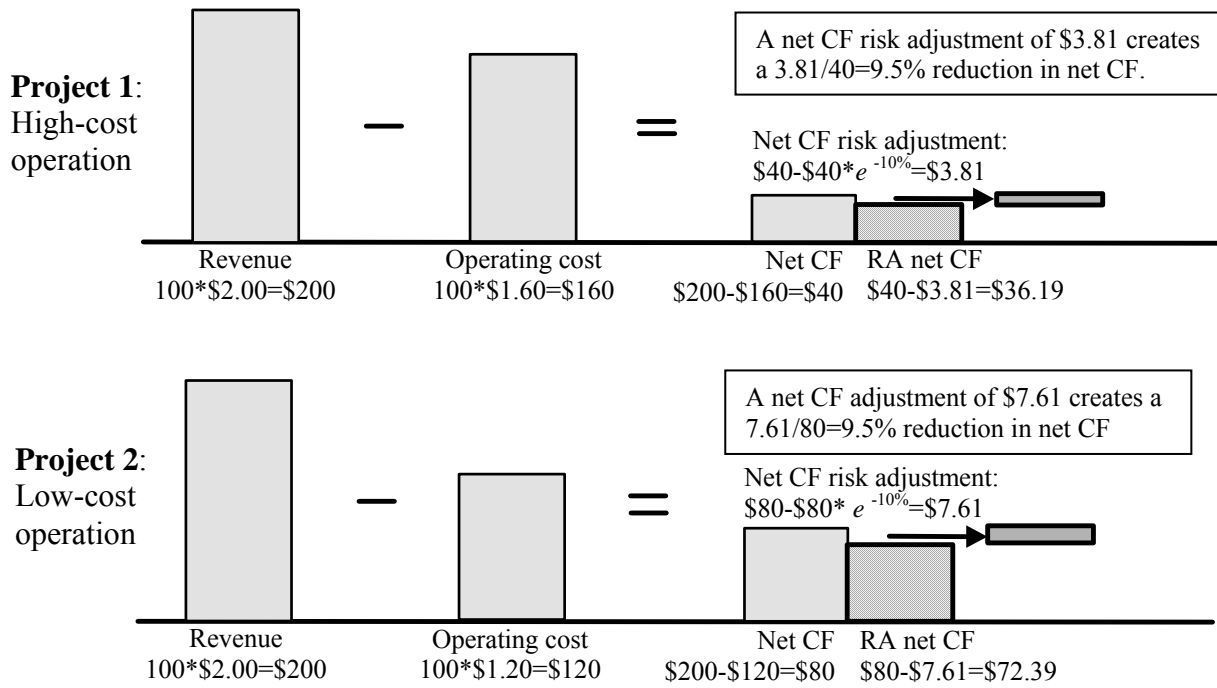 A net CF risk adjustment of $3.81 creates
a 3.81/40=9.5% reduction in net CF.
Project 1:
High-cost
operation
−
=
Net CF risk adjustment:
$40-$40*e -10%=$3.81
Revenue
100*$2.00=$200
Operating cost
100*$1.60=$160
Net CF
$200-$160=$40
RA net CF
$40-$3.81=$36.19
A net CF adjustment of $7.61 creates a
7.61/80=9.5% reduction in net CF
Project 2:
Low-cost
operation
−
=
Net CF risk adjustment:
$80-$80* e -10%=$7.61
Revenue
100*$2.00=$200
Operating cost
100*$1.20=$120
Net CF
$200-$120=$80
RA net CF
$80-$7.61=$72.39